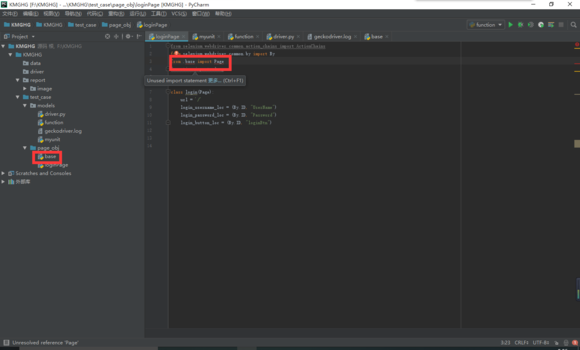 KMGHG [F:\KMGHG] - ...\KMGHG\test_case\page_obj\loginPage [KMGHG] - PyCharm
文件(F) 编辑(E) 视图(V) 导航(N) 代码(C) 重构(R) 运行(U) 工具(T) VCS(S) 窗口(W) 帮助(H)
KMGHG KMGHG test_case page_obj loginPage function
Project
loginPage myunit function driver.py geckodriver.log base
KMGHG F:\KMGHG
KMGHG
data
driver
report
image
test_case
models
driver.py
function
geckodriver.log
myunit
page_obj
base
loginPage
Scratches and Consoles
外部库
from selenium.webdriver.common.action_chains import ActionChains
selenium.webdriver.common.by import By
base import Page
Unused import statement 更多... (Ctrl+F1)
class login(Page):
url = '/'
login_username_loc = (By.ID, 'UserName')
login_password_loc = (By.ID, 'Password')
login_button_loc = (By.ID, 'loginBtn')
Unresolved reference 'Page'
3:23 CRLF UTF-8